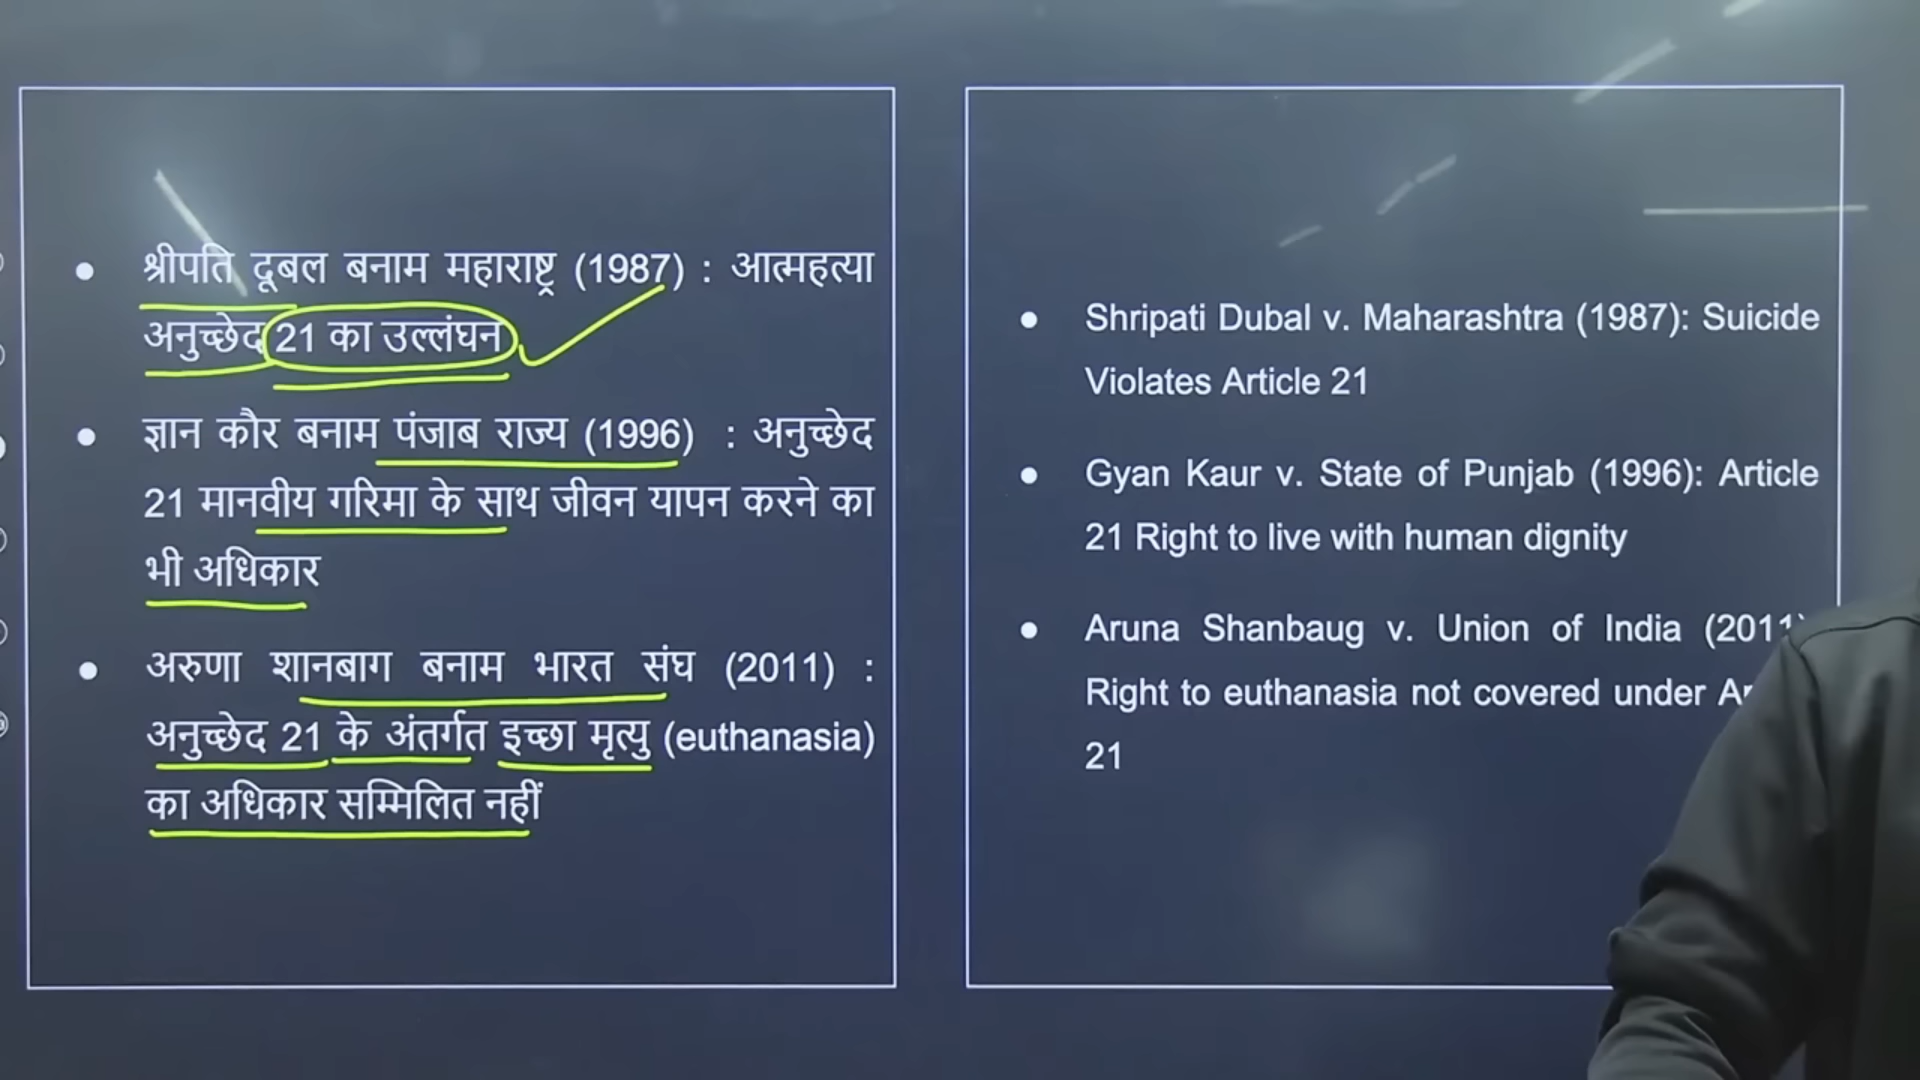 श्रीपति दूबल बनाम महाराष्ट्र (1987) : आत्महत्या
अनुच्छेद 21 का उल्लंघन
ज्ञान कौर बनाम पंजाब राज्य (1996) : अनुच्छेद
21 मानवीय गरिमा के साथ जीवन यापन करने का
भी अधिकार
अरुणा शानबाग बनाम भारत संघ (2011) :
अनुच्छेद 21 के अंतर्गत इच्छा मृत्यु (euthanasia)
का अधिकार सम्मिलित नहीं
Shripati Dubal v. Maharashtra (1987): Suicide
Violates Article 21
Gyan Kaur v. State of Punjab (1996): Article
21 Right to live with human dignity
Aruna Shanbaug v. Union of India (2011)
Right to euthanasia not covered under
21